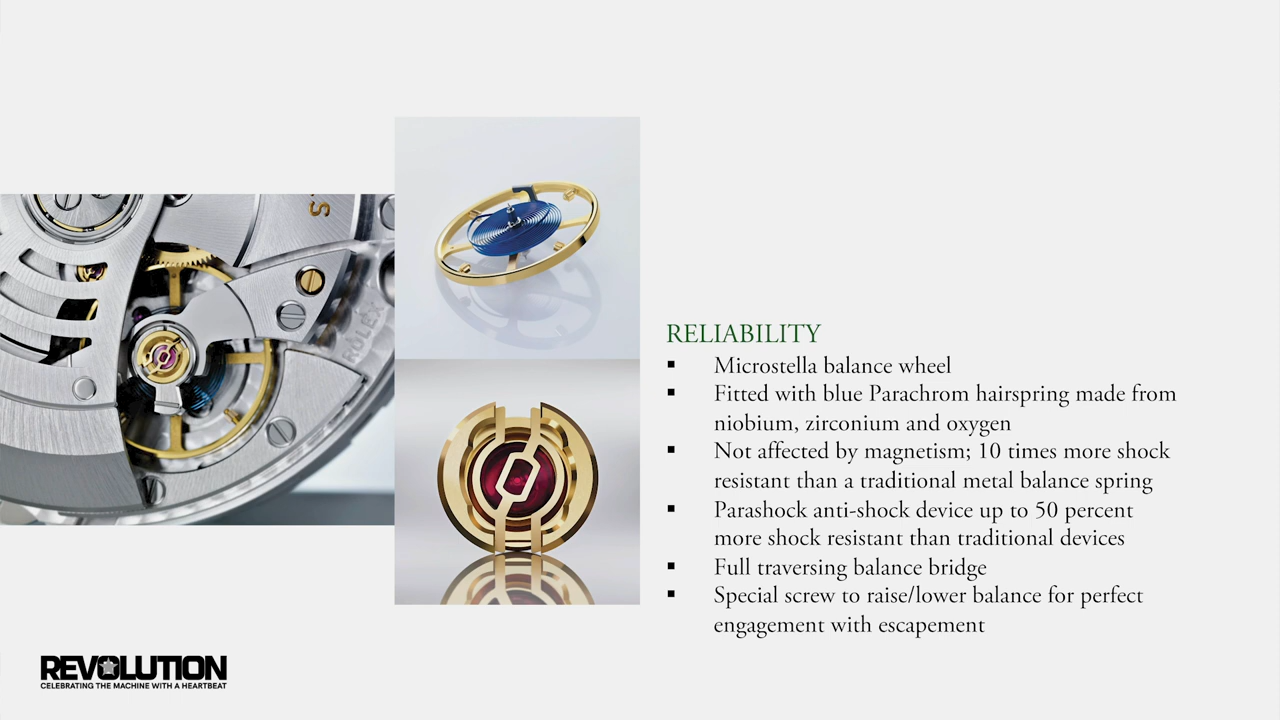 S
ROLEX
RELIABILITY
▪ Microstella balance wheel
▪ Fitted with blue Parachrom hairspring made from
niobium, zirconium and oxygen
▪ Not affected by magnetism; 10 times more shock
resistant than a traditional metal balance spring
▪ Parashock anti-shock device up to 50 percent
more shock resistant than traditional devices
▪ Full traversing balance bridge
▪ Special screw to raise/lower balance for perfect
engagement with escapement
REVOLUTION
CELEBRATING THE MACHINE WITH A HEARTBEAT